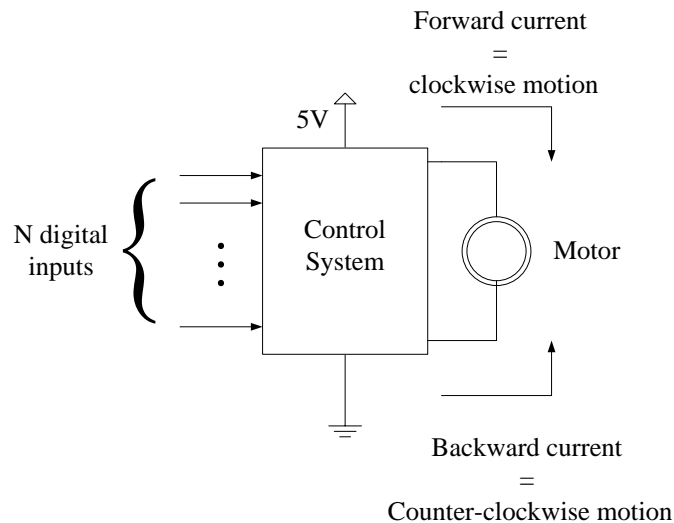 Forward current
=
clockwise motion
5V
N digital
inputs
Control
System
Motor
Backward current
=
Counter-clockwise motion